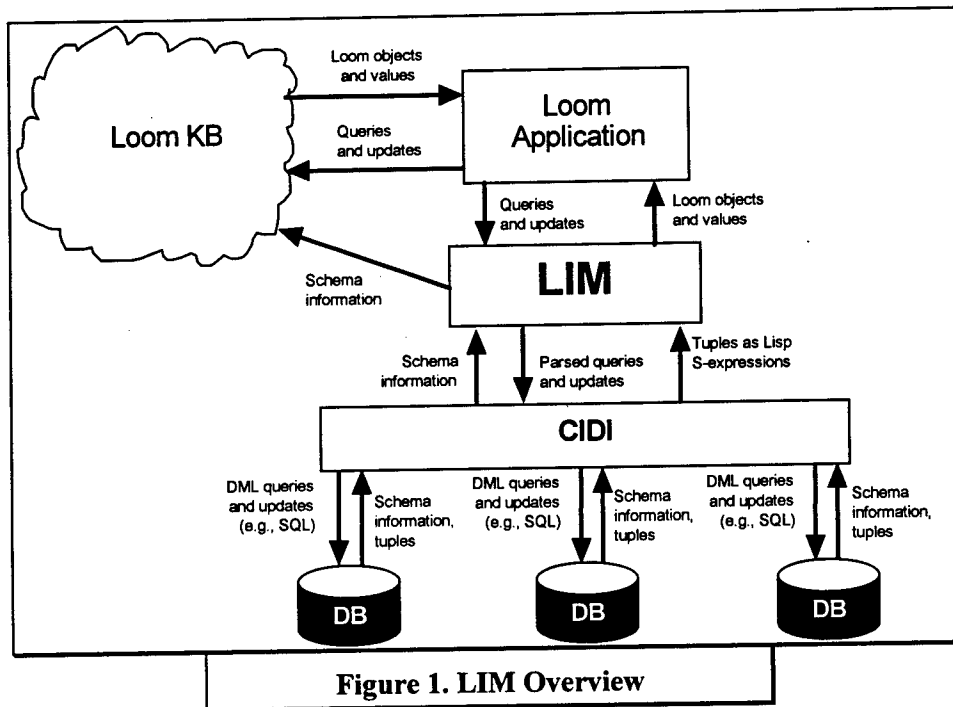 Loom objects
and values
Loom KB
Loom
Application
Queries
and updates
Queries
and updates
Loom objects
and values
LIM
Schema
information
Schema
information
Parsed queries
and updates
Tuples as Lisp
S-expressions
CIDI
DML queries
and updates
(e.g., SQL)
Schema
information,
tuples
DML queries
and updates
(e.g., SQL)
Schema
information,
tuples
DML queries
and updates
(e.g., SQL)
Schema
information,
tuples
DB
DB
DB
Figure 1. LIM Overview